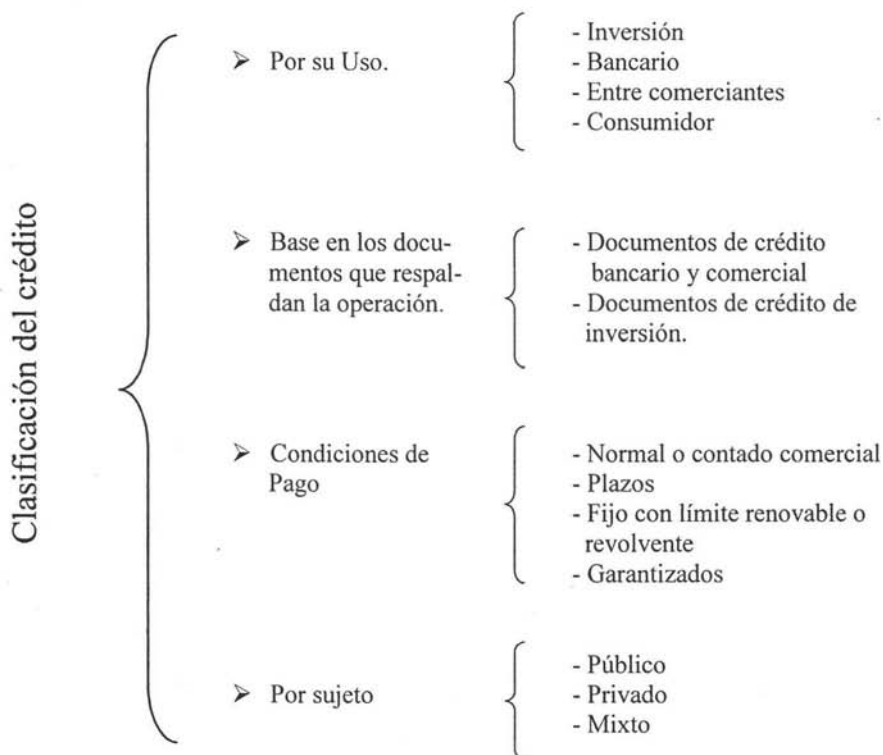 Clasificación del crédito
➢ Por su Uso.
- Inversión
- Bancario
- Entre comerciantes
- Consumidor
➢ Base en los docu-
mentos que respal-
dan la operación.
- Documentos de crédito
bancario y comercial
- Documentos de crédito de
inversión.
➢ Condiciones de
Pago
- Normal o contado comercial
- Plazos
- Fijo con límite renovable o
revolvente
- Garantizados
➢ Por sujeto
- Público
- Privado
- Mixto